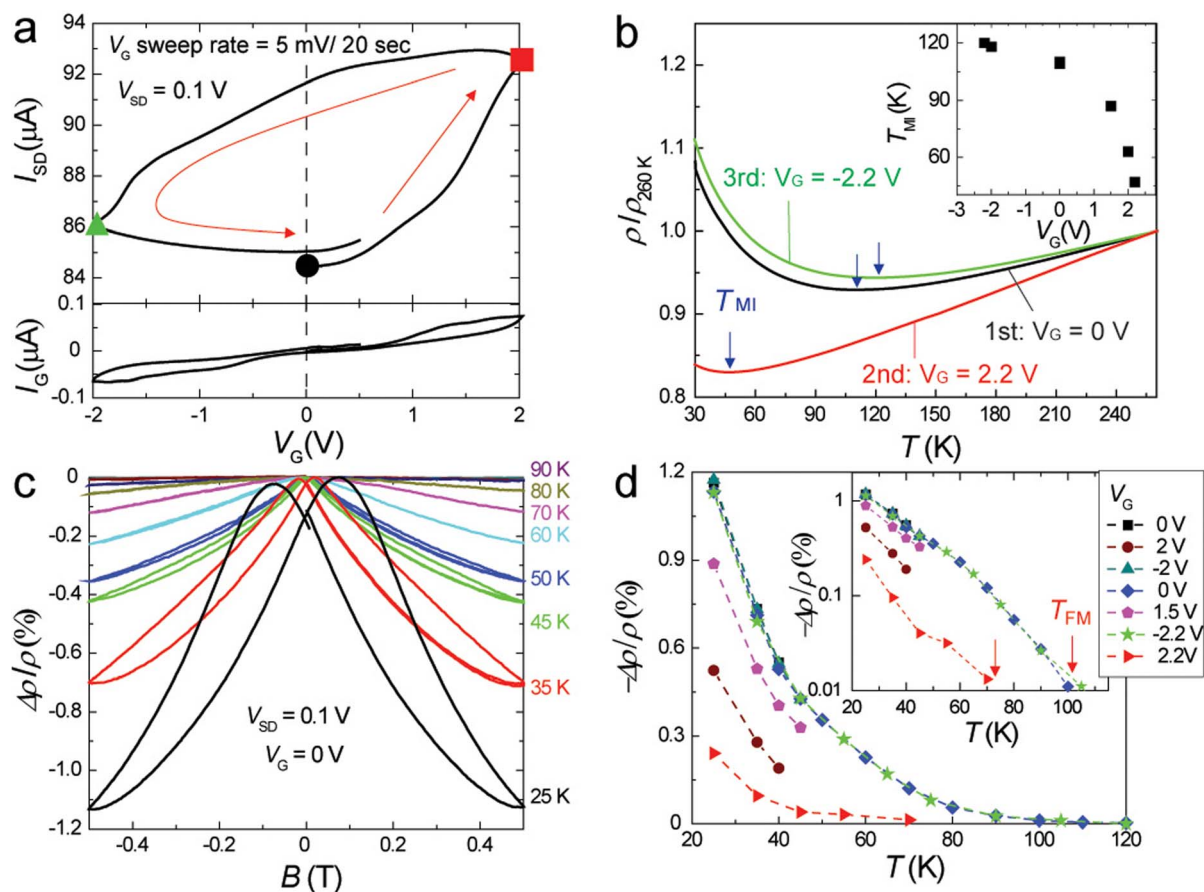 a
V_G sweep rate = 5 mV/ 20 sec
V_SD = 0.1 V
I_SD(μA)
94
92
90
88
86
84
I_G(μA)
0.1
0
-0.1
-2
-1
0
1
2
V_G(V)
b
ρ/ρ_260 K
1.2
1.1
1.0
0.9
0.8
3rd: V_G = -2.2 V
T_MI
1st: V_G = 0 V
2nd: V_G = 2.2 V
30
60
90
120
150
180
210
240
T(K)
T_MI(K)
120
90
60
-3
-2
-1
0
1
2
V_G(V)
c
Δρ/ρ(%)
0
-0.2
-0.4
-0.6
-0.8
-1.0
-1.2
90 K
80 K
70 K
60 K
50 K
45 K
35 K
25 K
V_SD = 0.1 V
V_G = 0 V
-0.4
-0.2
0
0.2
0.4
B(T)
d
-Δρ/ρ(%)
1.2
0.9
0.6
0.3
0
20
40
60
80
100
120
T(K)
-Δρ/ρ(%)
1
0.1
0.01
T_FM
20
40
60
80
100
T(K)
V_G
0 V
2 V
-2 V
0 V
1.5 V
-2.2 V
2.2V